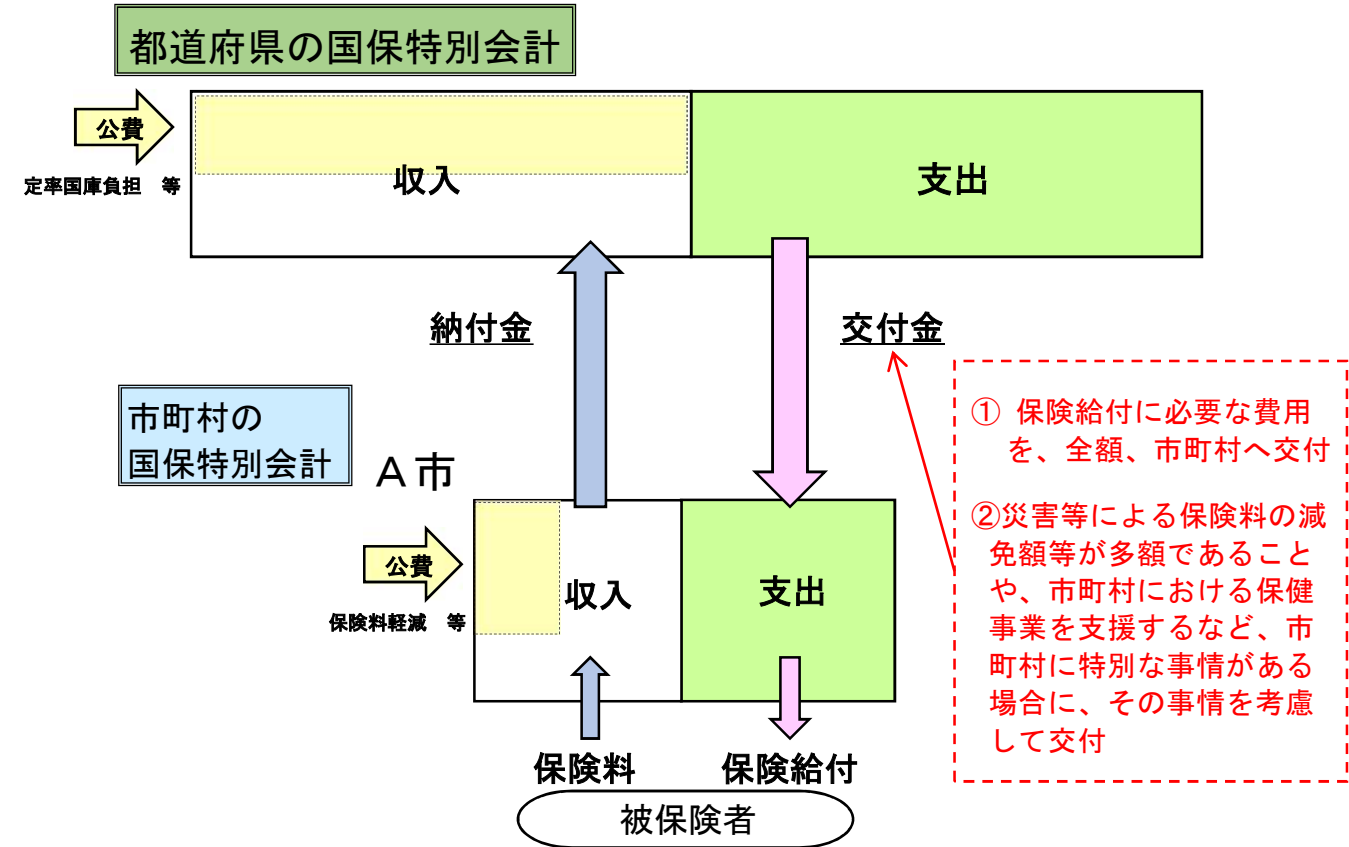 都道府県の国保特別会計
公費
定率国庫負担　等
収入
支出
納付金
交付金
市町村の
国保特別会計
Ａ市
公費
保険料軽減　等
収入
支出
① 保険給付に必要な費用
を、全額、市町村へ交付
②災害等による保険料の減
免額等が多額であること
や、市町村における保健
事業を支援するなど、市
町村に特別な事情がある
場合に、その事情を考慮
して交付
保険料
保険給付
被保険者